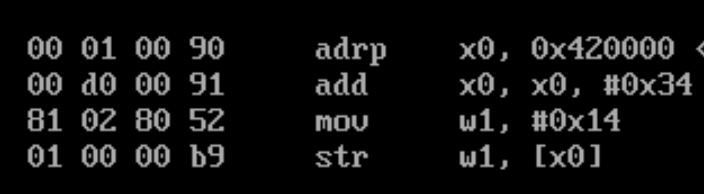 00 01 00 90 adrp x0, 0x420000 <
00 d0 00 91 add x0, x0, #0x34
81 02 80 52 mov w1, #0x14
01 00 00 b9 str w1, [x0]